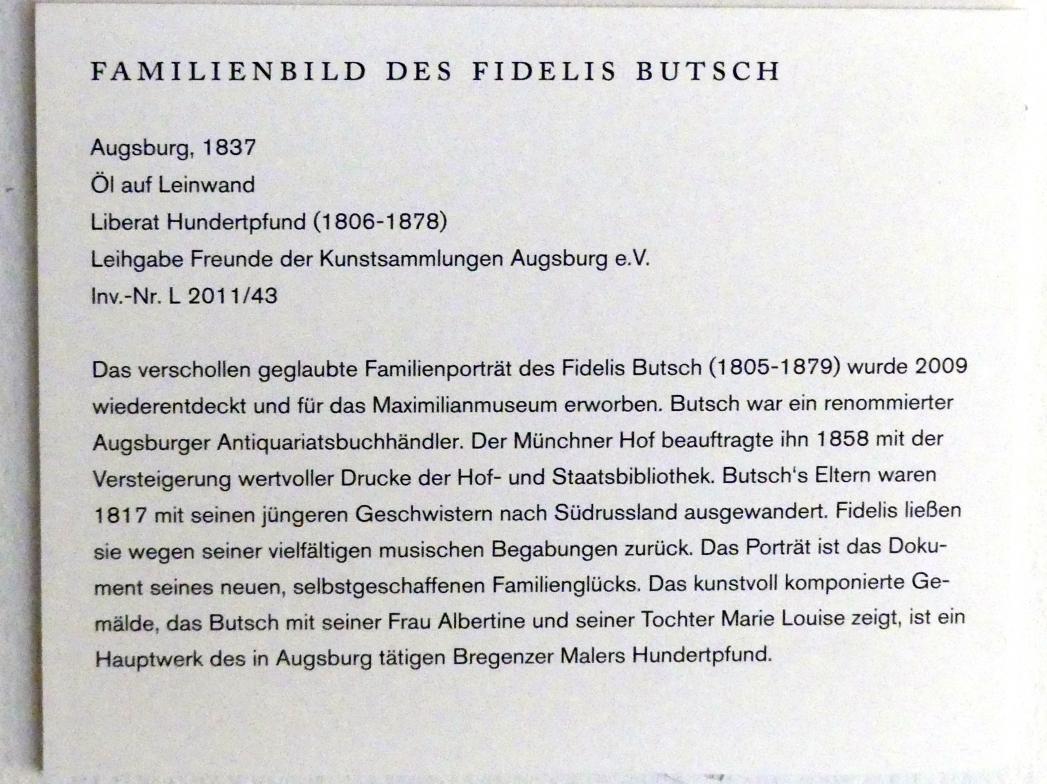 FAMILIENBILD DES FIDELIS BUTSCH
Augsburg, 1837
Öl auf Leinwand
Liberat Hundertpfund (1806-1878)
Leihgabe Freunde der Kunstsammlungen Augsburg e.V.
Inv.-Nr. L 2011/43
Das verschollen geglaubte Familienporträt des Fidelis Butsch (1805-1879) wurde 2009
wiederentdeckt und für das Maximilianmuseum erworben. Butsch war ein renommierter
Augsburger Antiquariatsbuchhändler. Der Münchner Hof beauftragte ihn 1858 mit der
Versteigerung wertvoller Drucke der Hof- und Staatsbibliothek. Butsch‘s Eltern waren
1817 mit seinen jüngeren Geschwistern nach Südrussland ausgewandert. Fidelis ließen
sie wegen seiner vielfältigen musischen Begabungen zurück. Das Porträt ist das Doku-
ment seines neuen, selbstgeschaffenen Familienglücks. Das kunstvoll komponierte Ge-
mälde, das Butsch mit seiner Frau Albertine und seiner Tochter Marie Louise zeigt, ist ein
Hauptwerk des in Augsburg tätigen Bregenzer Malers Hundertpfund.